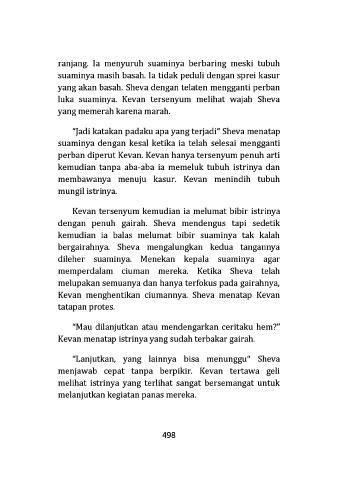 ranjang. Ia menyuruh suaminya berbaring meski tubuh
suaminya masih basah. Ia tidak peduli dengan sprei kasur
yang akan basah. Sheva dengan telaten mengganti perban
luka suaminya. Kevan tersenyum melihat wajah Sheva
yang memerah karena marah.
"Jadi katakan padaku apa yang terjadi" Sheva menatap
suaminya dengan kesal ketika ia telah selesai mengganti
perban diperut Kevan. Kevan hanya tersenyum penuh arti
kemudian tanpa aba-aba ia memeluk tubuh istrinya dan
membawanya menuju kasur. Kevan menindih tubuh
mungil istrinya.
Kevan tersenyum kemudian ia melumat bibir istrinya
dengan penuh gairah. Sheva mendengus tapi sedetik
kemudian ia balas melumat bibir suaminya tak kalah
bergairahnya. Sheva mengalungkan kedua tangannya
dileher suaminya. Menekan kepala suaminya agar
memperdalam ciuman mereka. Ketika Sheva telah
melupakan semuanya dan hanya terfokus pada gairahnya,
Kevan menghentikan ciumannya. Sheva menatap Kevan
tatapan protes.
"Mau dilanjutkan atau mendengarkan ceritaku hem?"
Kevan menatap istrinya yang sudah terbakar gairah.
"Lanjutkan, yang lainnya bisa menunggu" Sheva
menjawab cepat tanpa berpikir. Kevan tertawa geli
melihat istrinya yang terlihat sangat bersemangat untuk
melanjutkan kegiatan panas mereka.
498